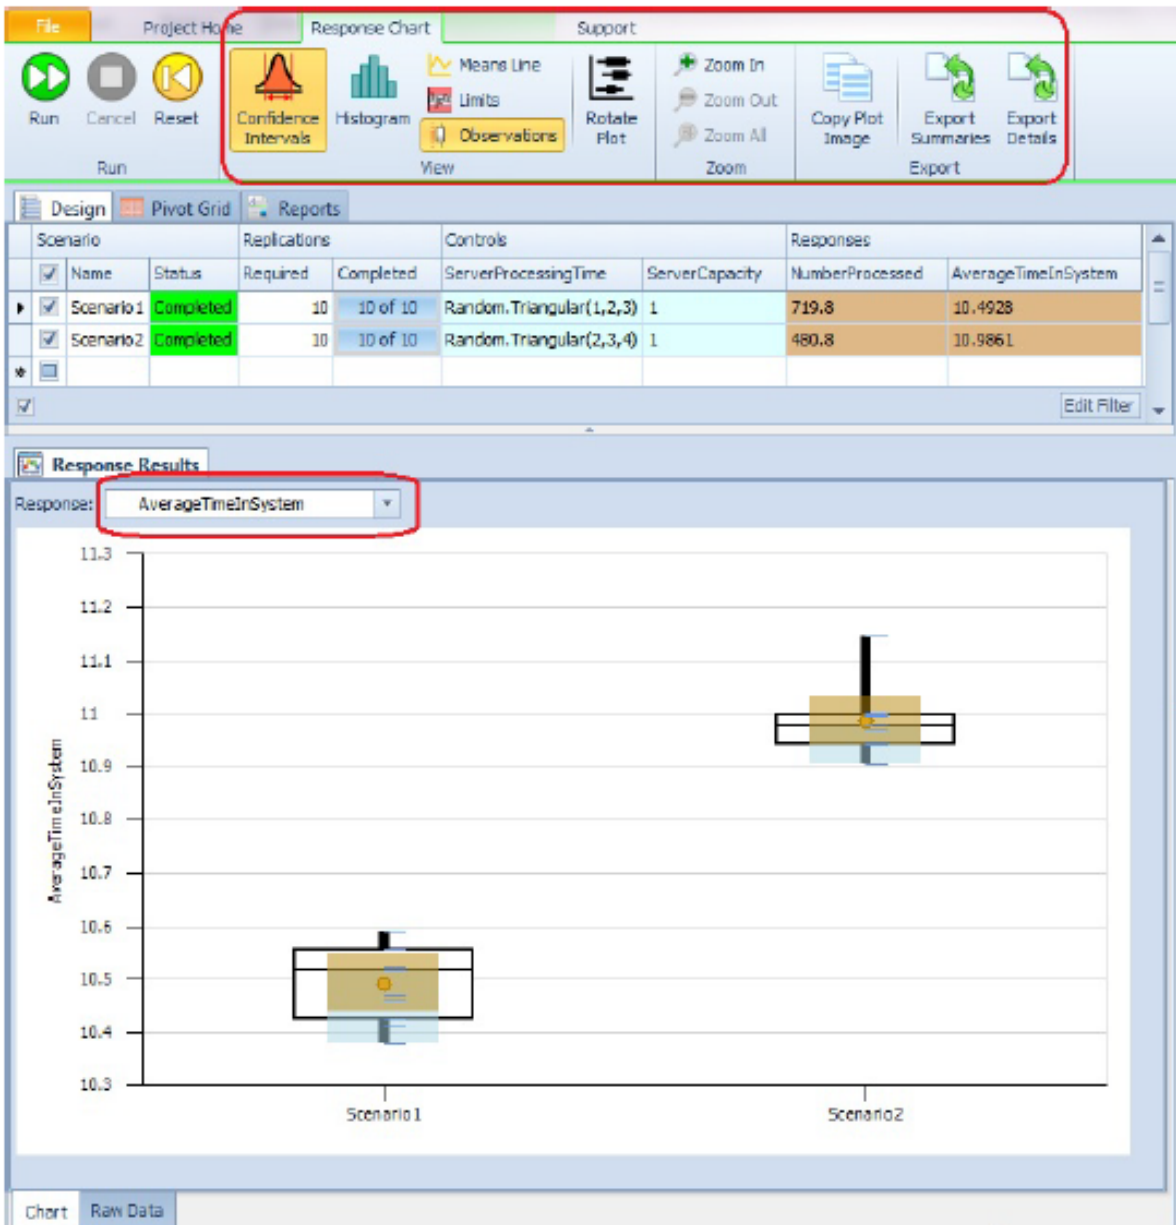 File Project Home Response Chart Support
Run Cancel Reset Confidence Intervals Histogram Means Line Limits Observations Rotate Plot Zoom In Zoom Out Zoom All Copy Plot Image Export Summaries Export Details
Run View Zoom Export
Design Pivot Grid Reports
Scenario Replications Controls Responses
Name Status Required Completed ServerProcessingTime ServerCapacity NumberProcessed AverageTimeInSystem
Scenario1 Completed 10 10 of 10 Random.Triangular(1,2,3) 1 719.8 10.4928
Scenario2 Completed 10 10 of 10 Random.Triangular(2,3,4) 1 480.8 10.9861
Edit Filter
Response Results
Response: AverageTimeInSystem
11.3
11.2
11.1
11
10.9
10.8
10.7
10.6
10.5
10.4
10.3
AverageTimeInSystem
Scenario1 Scenario2
Chart Raw Data